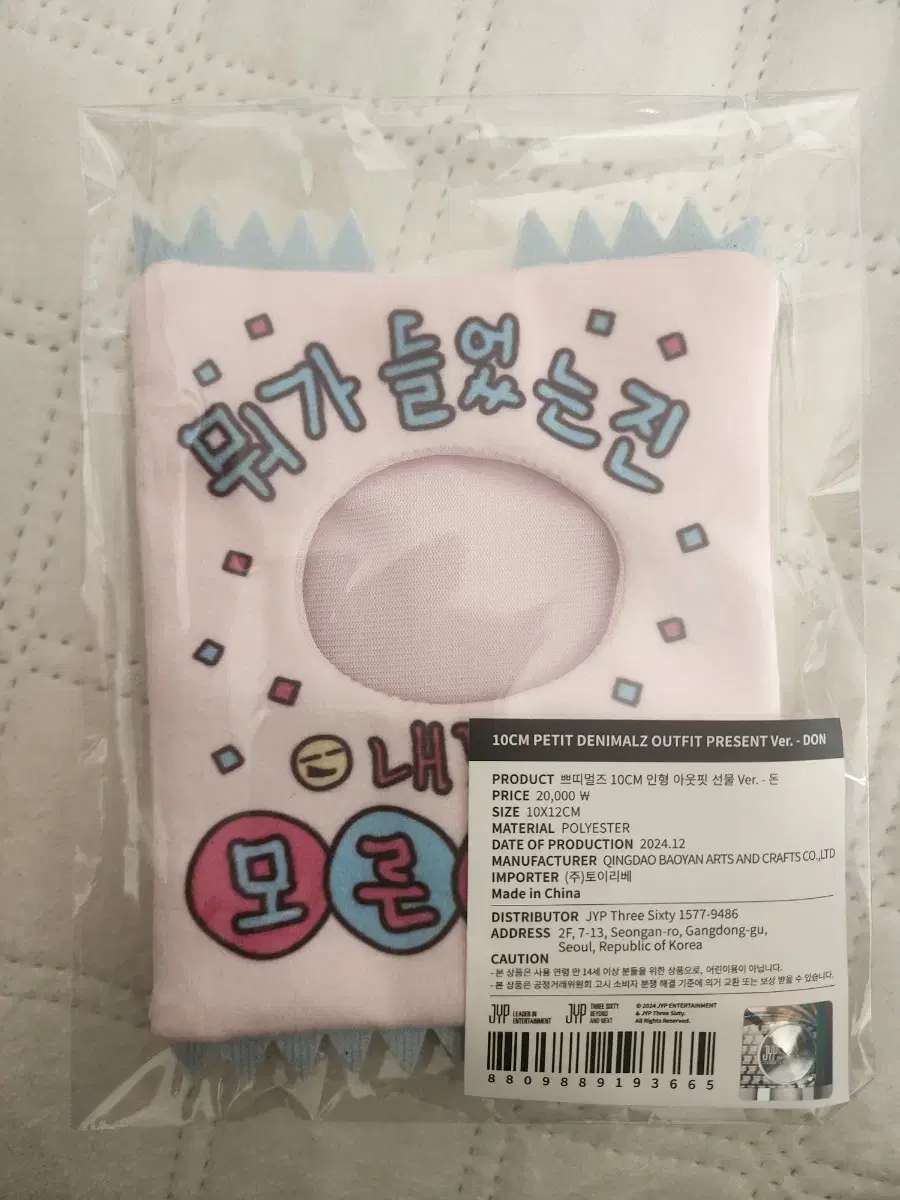 뭐가 들었는진
내
모른
10CM PETIT DENIMALZ OUTFIT PRESENT Ver. - DON
PRODUCT 쁘띠멀즈 10CM 인형 아웃핏 선물 Ver. - 돈
PRICE 20,000 ₩
SIZE 10X12CM
MATERIAL POLYESTER
DATE OF PRODUCTION 2024.12
MANUFACTURER QINGDAO BAOYAN ARTS AND CRAFTS CO.,LTD
IMPORTER (주)토이리베
Made in China
DISTRIBUTOR JYP Three Sixty 1577-9486
ADDRESS 2F, 7-13, Seongan-ro, Gangdong-gu,
Seoul, Republic of Korea
CAUTION
- 본 상품은 사용 연령 만 14세 이상 분들을 위한 상품으로, 어린이용이 아닙니다.
- 본 상품은 공정거래위원회 고시 소비자 분쟁 해결 기준에 의거 교환 또는 보상 받을 수 있습니다.
JYP LEADER IN ENTERTAINMENT
JYP THREE SIXTY BEYOND AND NEXT
© 2024 JYP ENTERTAINMENT
& JYP Three Sixty.
All Rights Reserved.
JYP
8809889193665